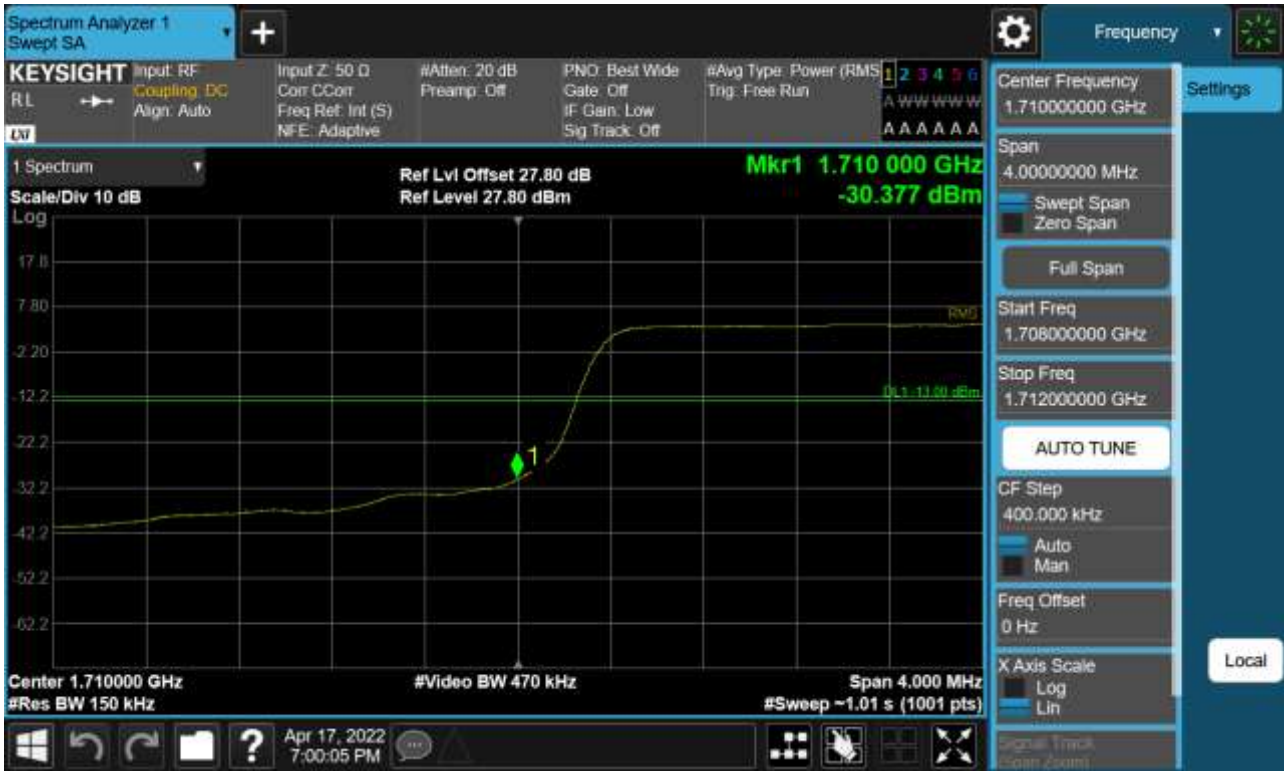 Spectrum Analyzer 1
Swept SA
+
Frequency
KEYSIGHT
RL
LXI
Input: RF
Coupling: DC
Align: Auto
Input Z: 50 Ω
Corr CCorr
Freq Ref: Int (S)
NFE: Adaptive
#Atten: 20 dB
Preamp: Off
PNO: Best Wide
Gate: Off
IF Gain: Low
Sig Track: Off
#Avg Type: Power (RMS
Trig: Free Run
1 2 3 4 5 6
A W W W W W
A A A A A A
1 Spectrum
Scale/Div 10 dB
Ref Lvl Offset 27.80 dB
Ref Level 27.80 dBm
Mkr1 1.710 000 GHz
-30.377 dBm
Log
17.8
7.80
-2.20
-12.2
-22.2
-32.2
-42.2
-52.2
-62.2
RMS
DL1 -13.00 dBm
1
Center 1.710000 GHz
#Res BW 150 kHz
#Video BW 470 kHz
Span 4.000 MHz
#Sweep ~1.01 s (1001 pts)
?
Apr 17, 2022
7:00:05 PM
Center Frequency
1.710000000 GHz
Settings
Span
4.00000000 MHz
Swept Span
Zero Span
Full Span
Start Freq
1.708000000 GHz
Stop Freq
1.712000000 GHz
AUTO TUNE
CF Step
400.000 kHz
Auto
Man
Freq Offset
0 Hz
X Axis Scale
Log
Lin
Local
Signal Track
(Span Zoom)